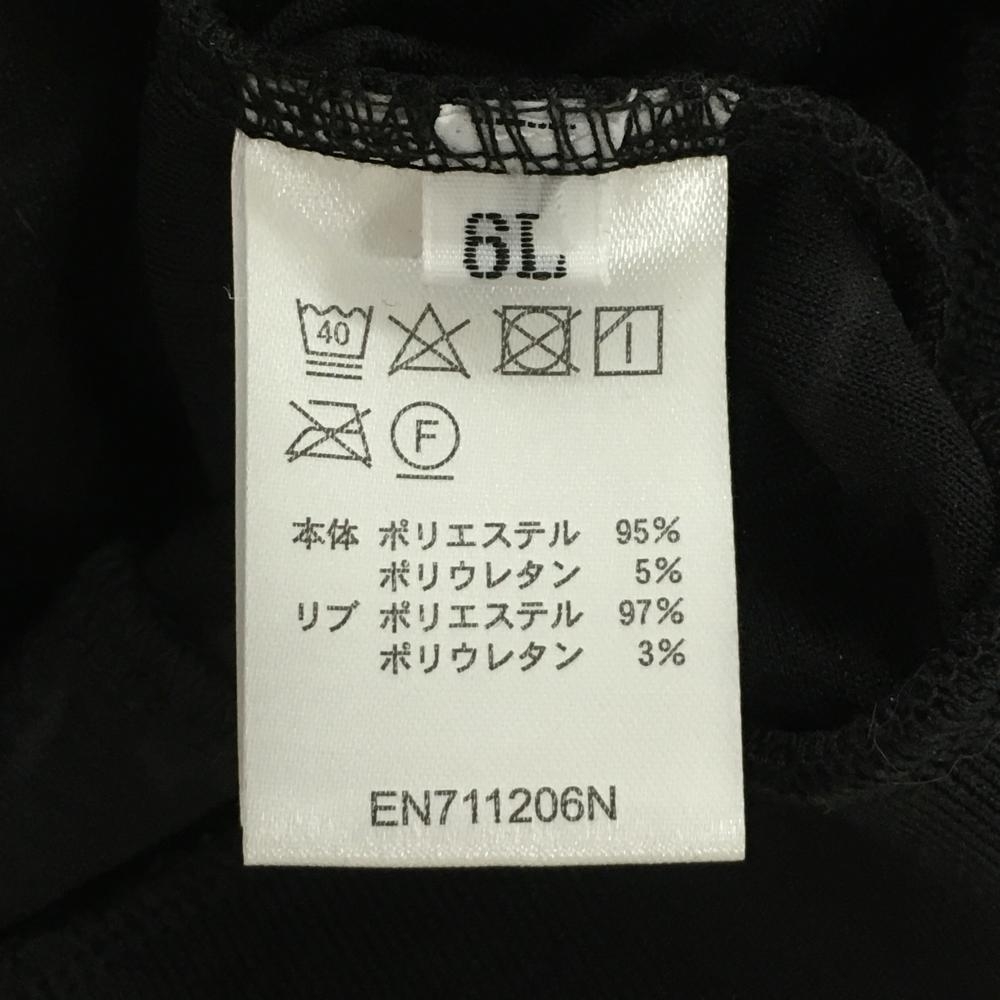 6L
40
F
本体 ポリエステル 95%
ポリウレタン 5%
リブ ポリエステル 97%
ポリウレタン 3%
EN711206N